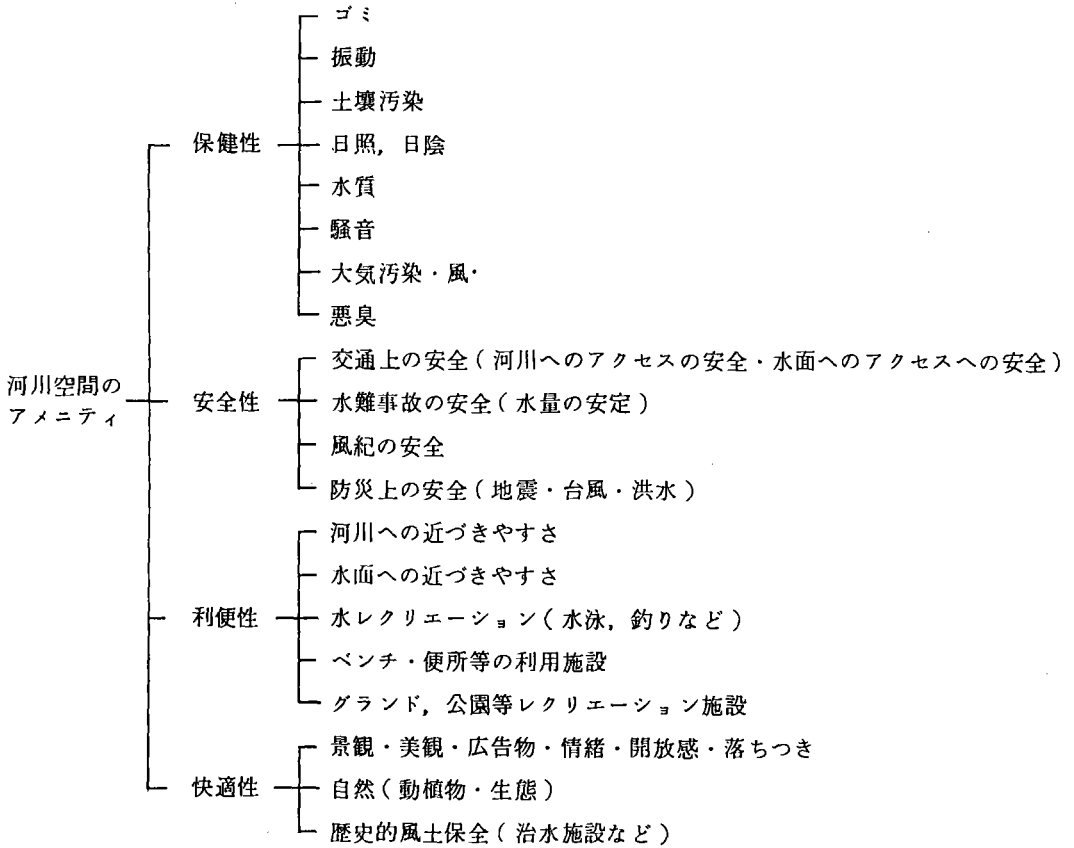 ゴミ
振動
土壌汚染
保健性
日照, 日陰
水質
騒音
大気汚染・風・
悪臭
交通上の安全(河川へのアクセスの安全・水面へのアクセスへの安全)
河川空間の
アメニティ
安全性
水難事故の安全(水量の安定)
風紀の安全
防災上の安全(地震・台風・洪水)
河川への近づきやすさ
水面への近づきやすさ
利便性
水レクリエーション(水泳, 釣りなど)
ベンチ・便所等の利用施設
グランド, 公園等レクリエーション施設
景観・美観・広告物・情緒・開放感・落ちつき
快適性
自然(動植物・生態)
歴史的風土保全(治水施設など)